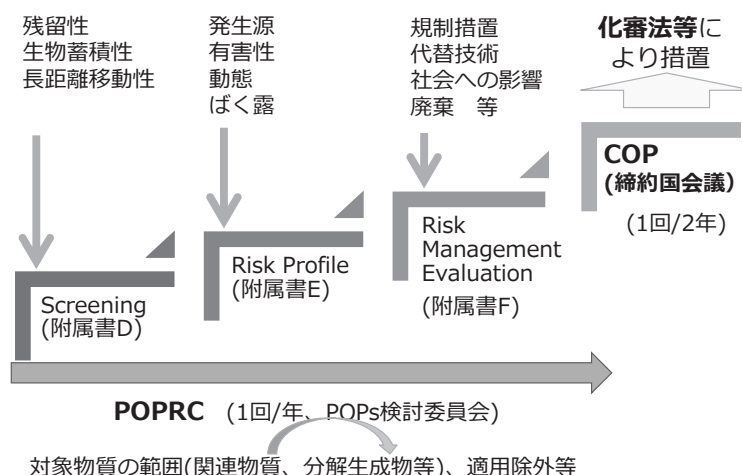 残留性
生物蓄積性
長距離移動性
発生源
有害性
動態
ばく露
規制措置
代替技術
社会への影響
廃棄　等
化審法等に
より措置
Screening
(附属書D)
Risk Profile
(附属書E)
Risk
Management
Evaluation
(附属書F)
COP
(締約国会議）
(1回/2年)
POPRC　(1回/年、POPs検討委員会)
対象物質の範囲(関連物質、分解生成物等)、適用除外等